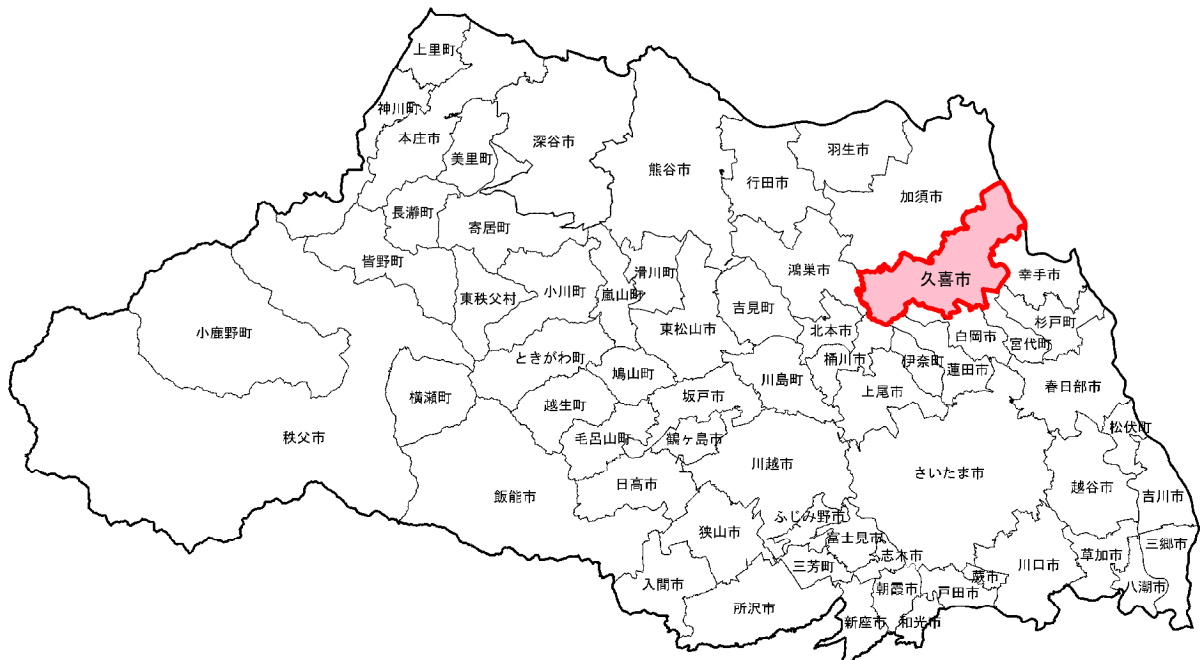 上里町
神川町
本庄市
美里町
深谷市
熊谷市
行田市
羽生市
加須市
長瀞町
寄居町
皆野町
東秩父村
小川町
嵐山町
滑川町
東松山市
吉見町
鴻巣市
久喜市
幸手市
小鹿野町
ときがわ町
鳩山町
川島町
北本市
桶川市
伊奈町
白岡市
宮代町
杉戸町
蓮田市
上尾市
春日部市
横瀬町
越生町
坂戸市
秩父市
毛呂山町
鶴ヶ島市
松伏町
川越市
さいたま市
飯能市
日高市
越谷市
吉川市
ふじみ野市
狭山市
富士見市
志木市
三芳町
入間市
所沢市
朝霞市
新座市
和光市
戸田市
蕨市
川口市
草加市
八潮市
三郷市